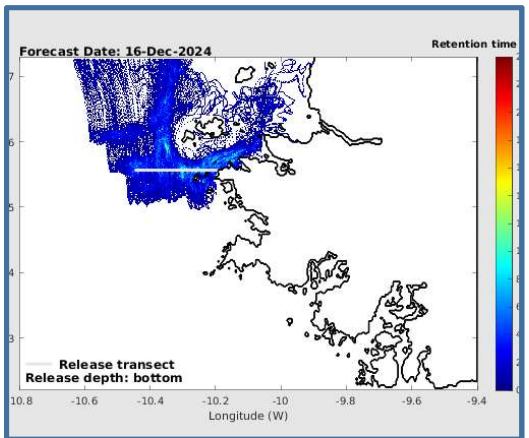 Forecast Date: 16-Dec-2024
Retention time
7
6
5
4
3
Release transect
Release depth: bottom
10.8 -10.6 -10.4 -10.2 -10 -9.8 -9.6 -9.4
Longitude (W)